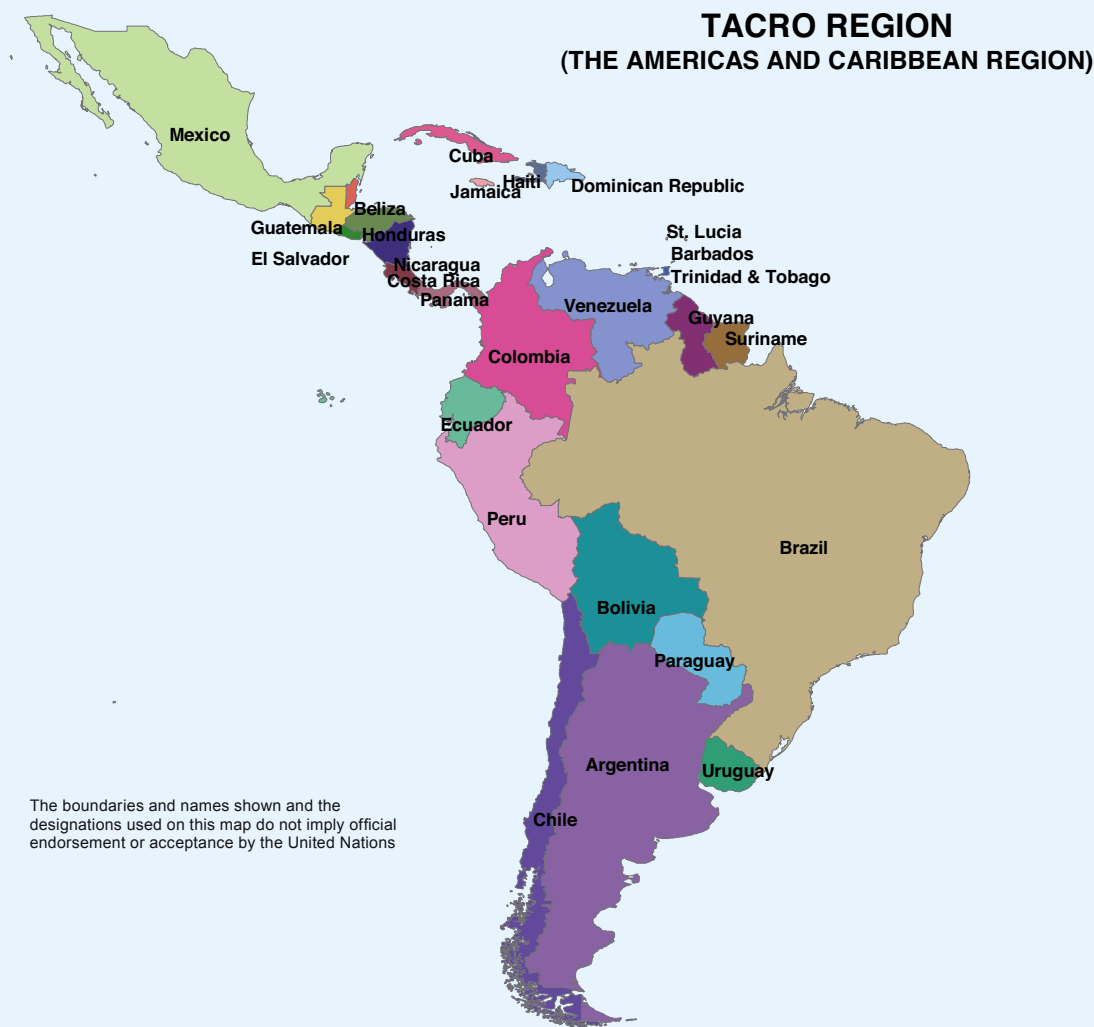 TACRO REGION
(THE AMERICAS AND CARIBBEAN REGION)
Mexico
Cuba
Jamaica
Haiti
Dominican Republic
Beliza
Guatemala
Honduras
El Salvador
Nicaragua
Costa Rica
Panama
St. Lucia
Barbados
Trinidad & Tobago
Venezuela
Guyana
Suriname
Colombia
Ecuador
Peru
Brazil
Bolivia
Paraguay
Argentina
Uruguay
Chile
The boundaries and names shown and the
designations used on this map do not imply official
endorsement or acceptance by the United Nations